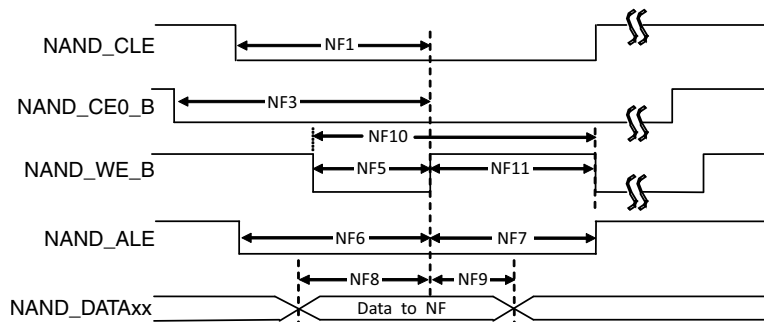 NAND_CLE
NF1
NAND_CE0_B
NF3
NF10
NAND_WE_B
NF5
NF11
NAND_ALE
NF6
NF7
NF8
NF9
NAND_DATAxx
Data to NF